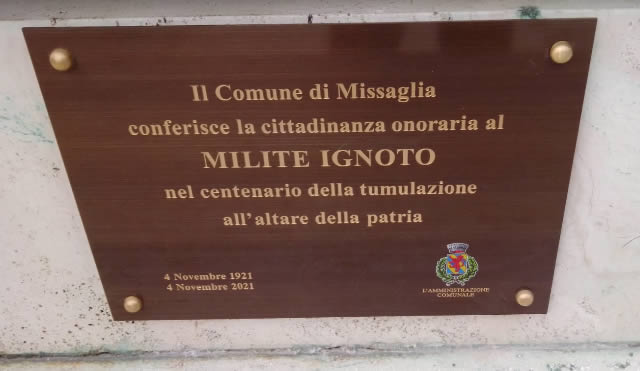 Il Comune di Missaglia
conferisce la cittadinanza onoraria al
MILITE IGNOTO
nel centenario della tumulazione
all'altare della patria
4 Novembre 1921
4 Novembre 2021
L'AMMINISTRAZIONE
COMUNALE